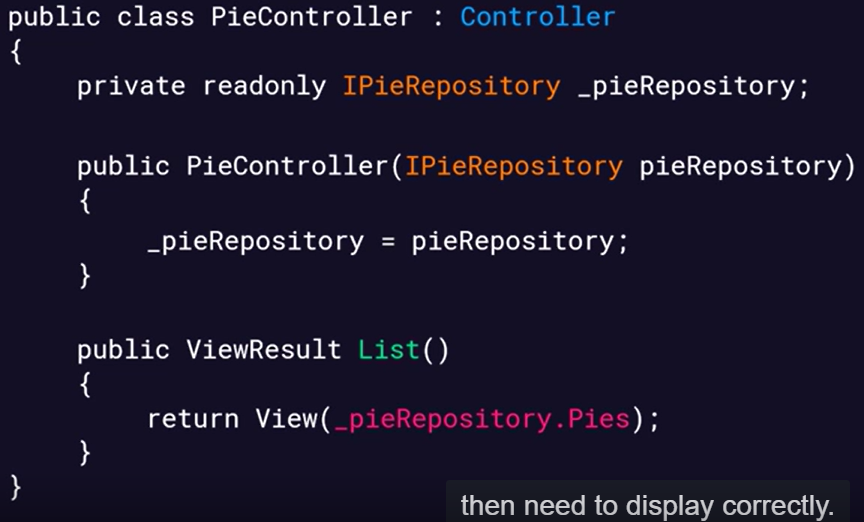 public class PieController : Controller
{
private readonly IPieRepository _pieRepository;
public PieController(IPieRepository pieRepository)
{
_pieRepository = pieRepository;
}
public ViewResult List()
{
return View(_pieRepository.Pies);
}
}
then need to display correctly.